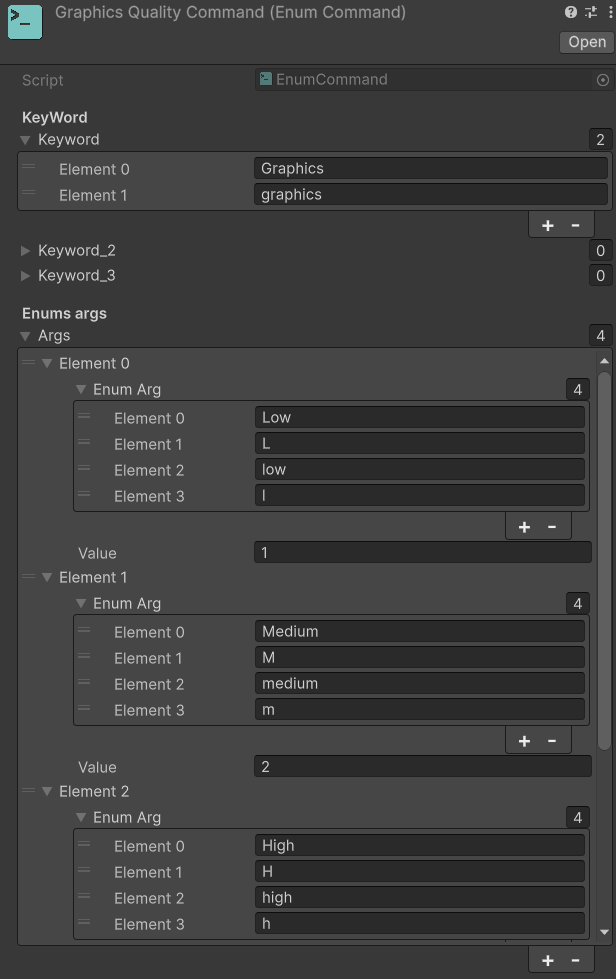 Graphics Quality Command (Enum Command)
Open
Script EnumCommand
KeyWord
Keyword 2
Element 0 Graphics
Element 1 graphics
+ -
Keyword_2 0
Keyword_3 0
Enums args
Args 4
Element 0
Enum Arg 4
Element 0 Low
Element 1 L
Element 2 low
Element 3 l
+ -
Value 1
Element 1
Enum Arg 4
Element 0 Medium
Element 1 M
Element 2 medium
Element 3 m
+ -
Value 2
Element 2
Enum Arg 4
Element 0 High
Element 1 H
Element 2 high
Element 3 h
+ -